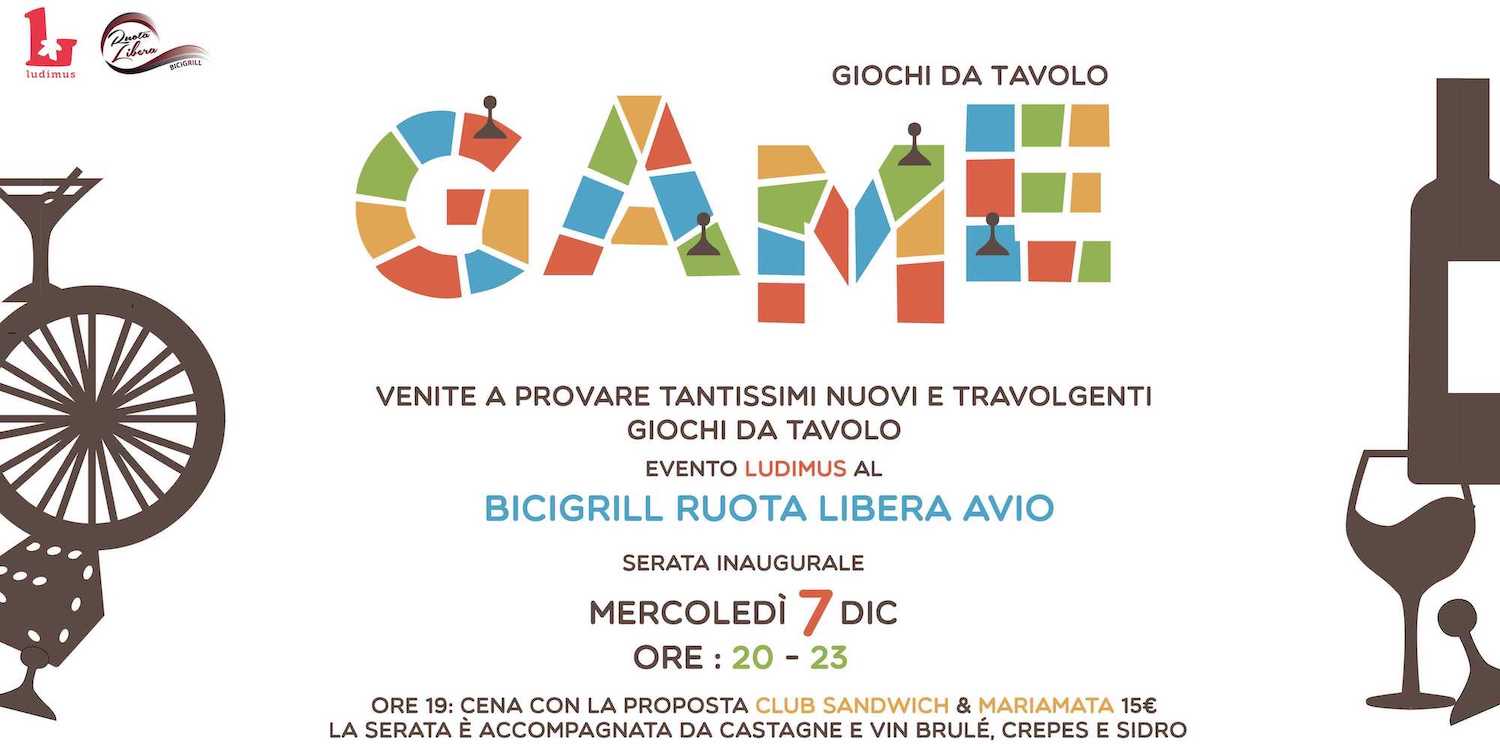 ludimus
Ruota
Libera
BICIGRILL
GIOCHI DA TAVOLO
GAME
VENITE A PROVARE TANTISSIMI NUOVI E TRAVOLGENTI
GIOCHI DA TAVOLO
EVENTO LUDIMUS AL
BICIGRILL RUOTA LIBERA AVIO
SERATA INAUGURALE
MERCOLEDÌ 7 DIC
ORE : 20 - 23
ORE 19: CENA CON LA PROPOSTA CLUB SANDWICH & MARIAMATA 15€
LA SERATA È ACCOMPAGNATA DA CASTAGNE E VIN BRULÉ, CREPES E SIDRO